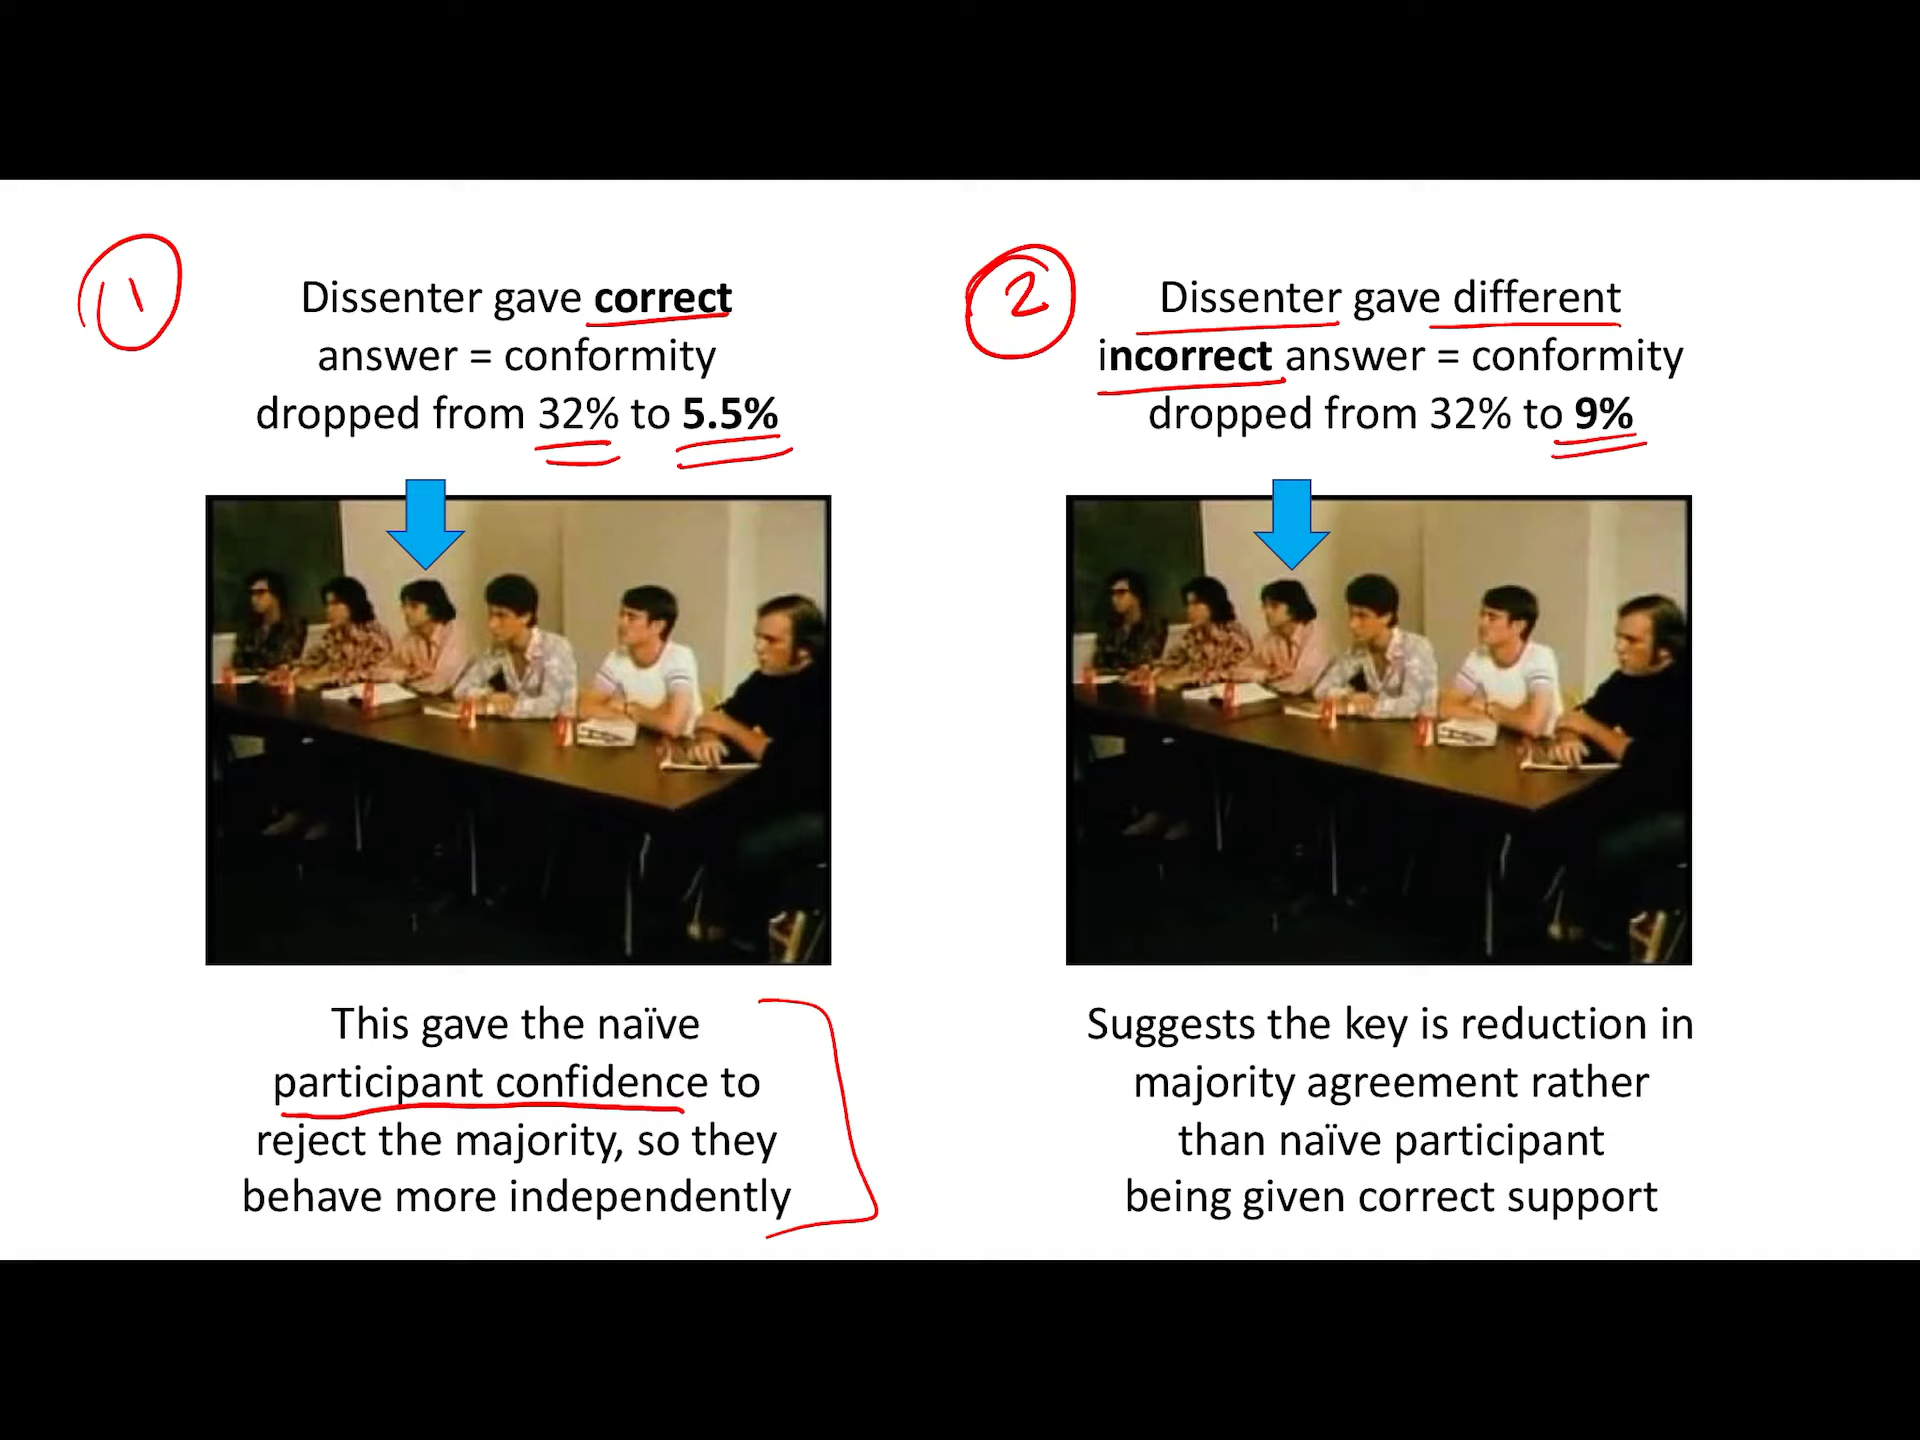 1
Dissenter gave correct
answer = conformity
dropped from 32% to 5.5%
This gave the naïve
participant confidence to
reject the majority, so they
behave more independently
2
Dissenter gave different
incorrect answer = conformity
dropped from 32% to 9%
Suggests the key is reduction in
majority agreement rather
than naïve participant
being given correct support